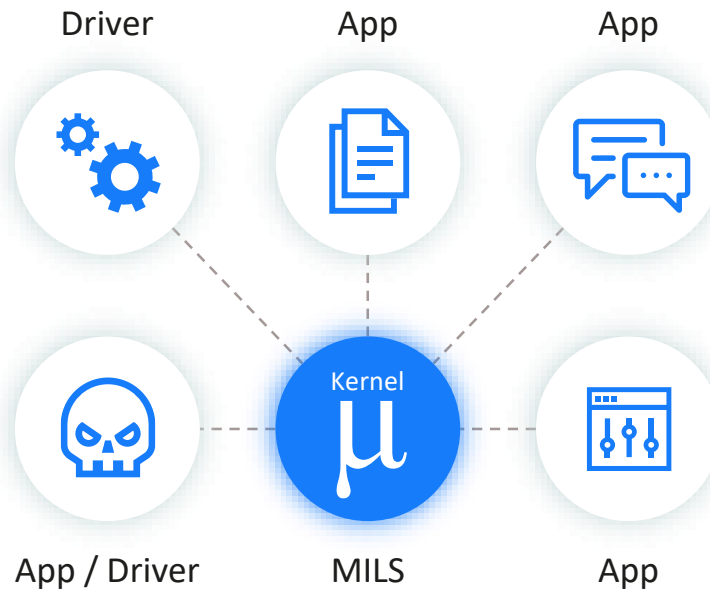 Driver
App
App
Kernel
μ
App / Driver
MILS
App